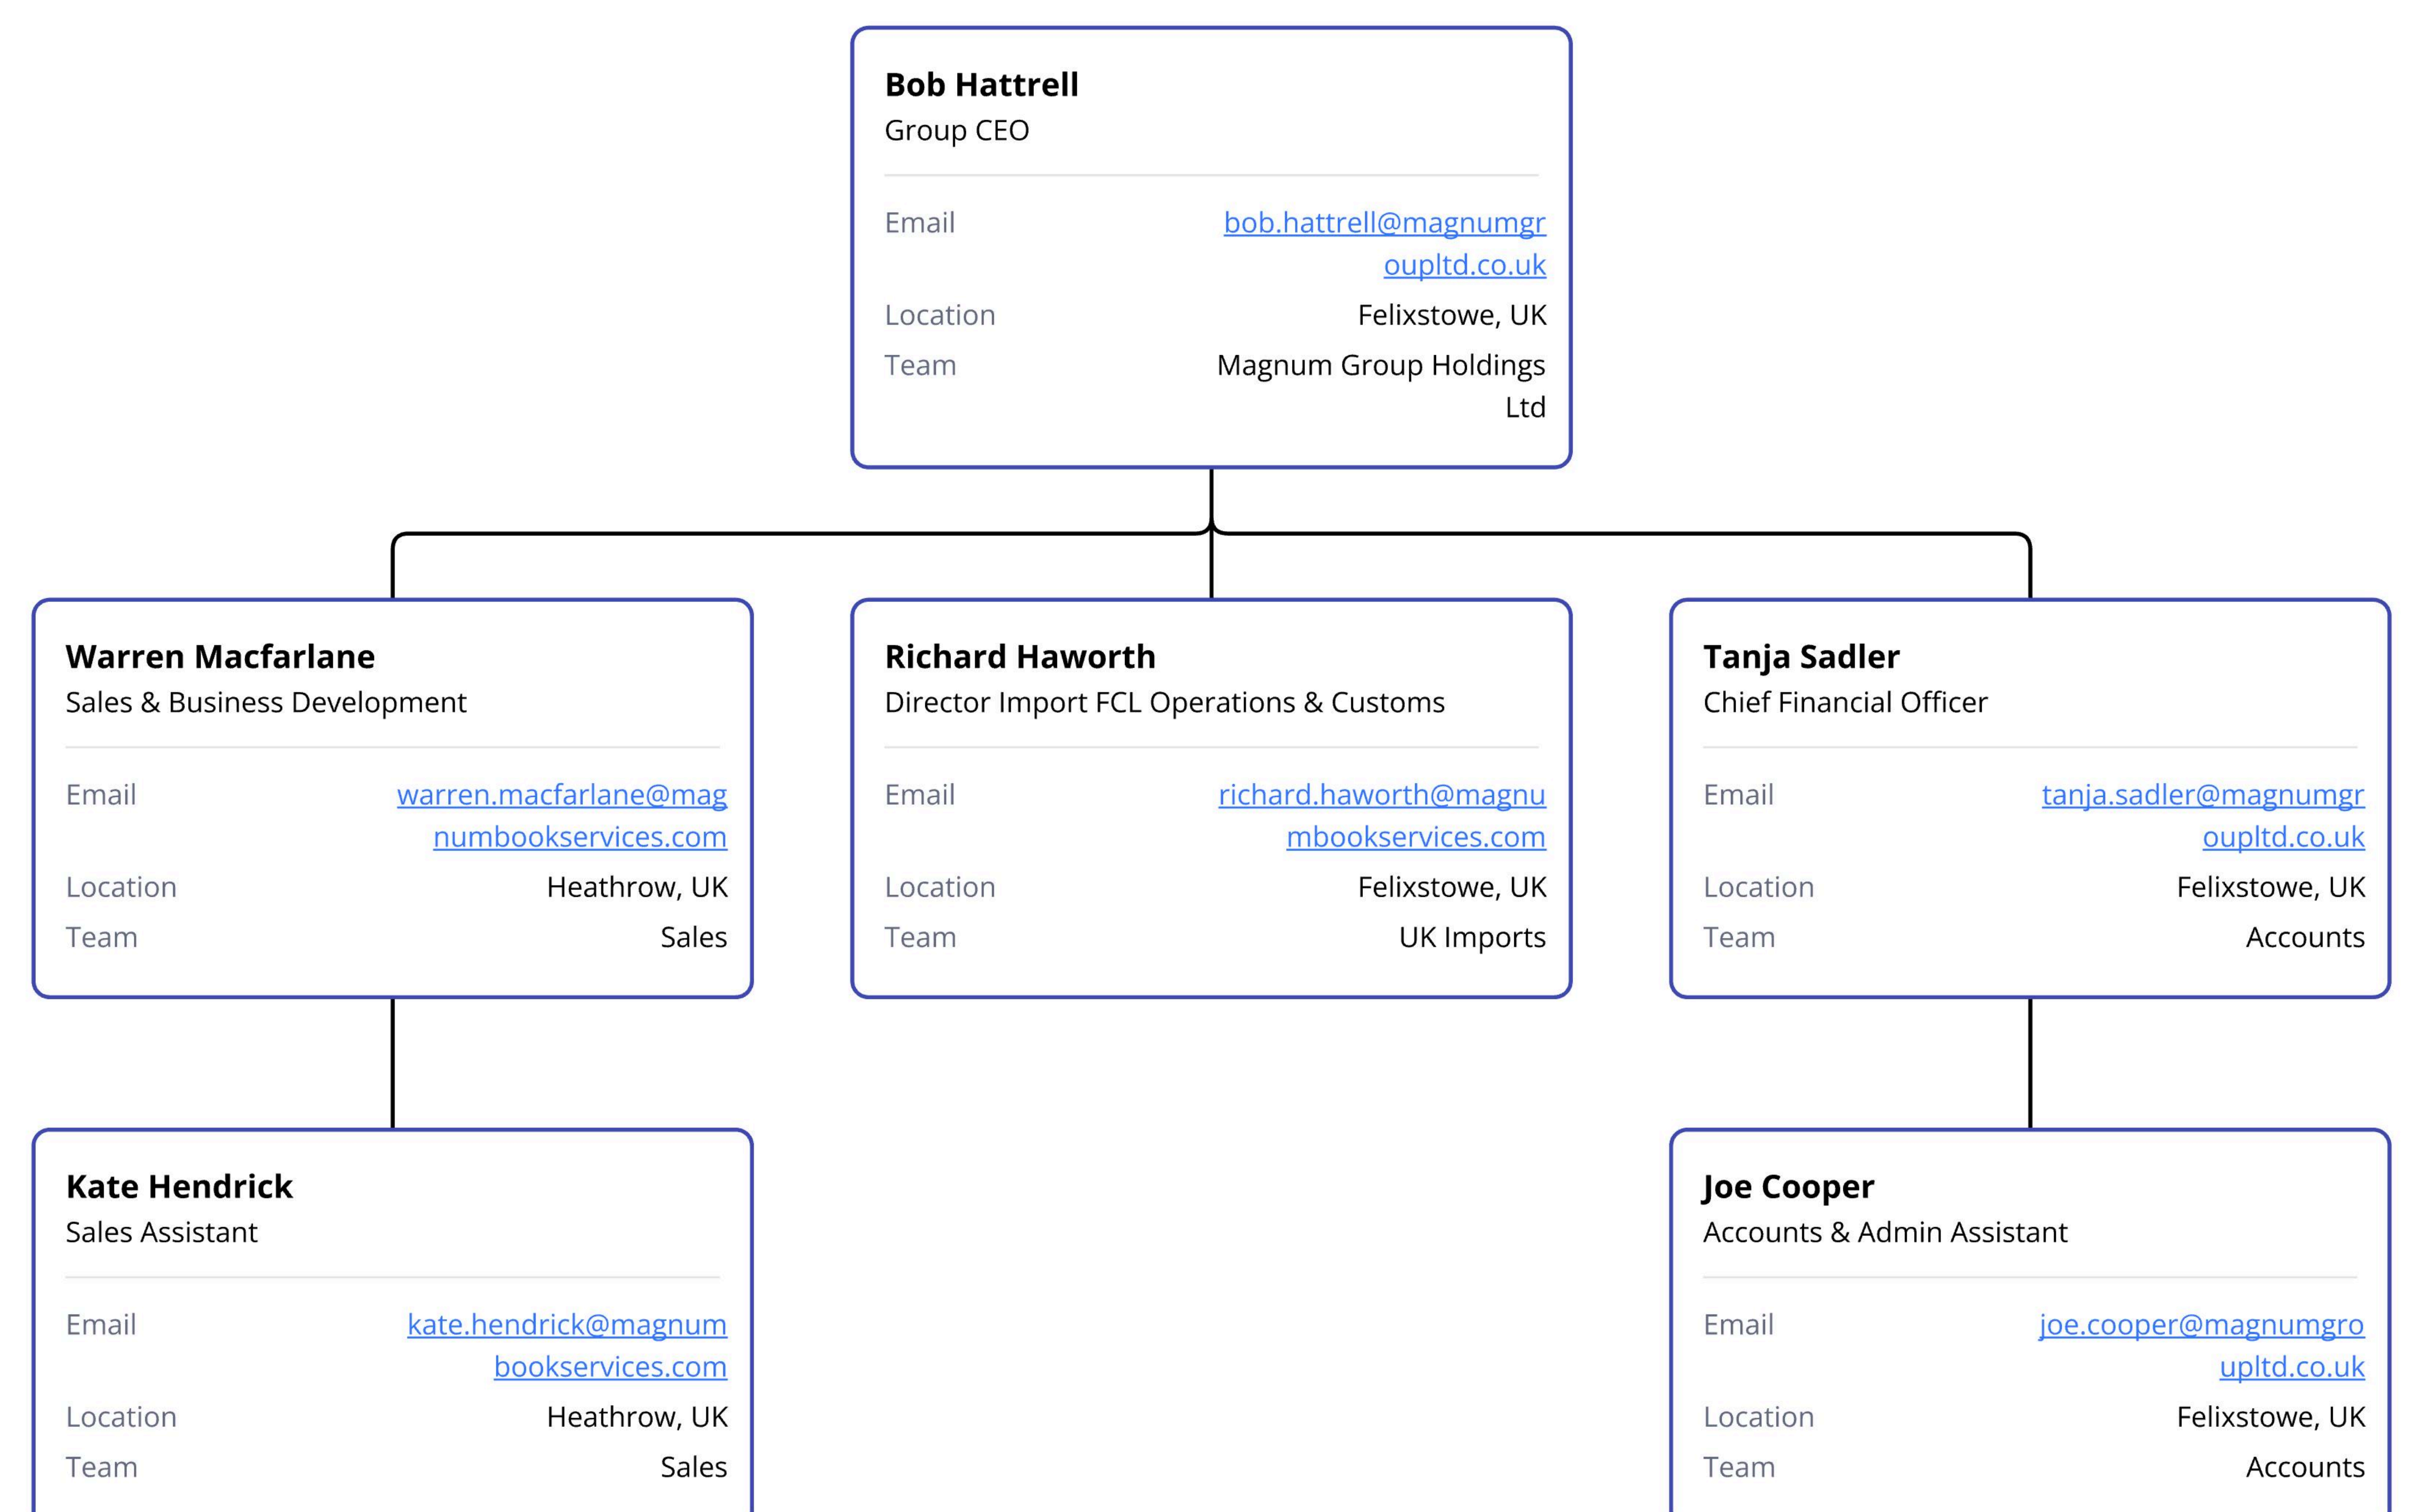 Bob Hattrell
Group CEO
Email bob.hattrell@magnumgr
oupltd.co.uk
Location Felixstowe, UK
Team Magnum Group Holdings
Ltd
Warren Macfarlane
Sales & Business Development
Email warren.macfarlane@mag
numbookservices.com
Location Heathrow, UK
Team Sales
Richard Haworth
Director Import FCL Operations & Customs
Email richard.haworth@magnu
mbookservices.com
Location Felixstowe, UK
Team UK Imports
Tanja Sadler
Chief Financial Officer
Email tanja.sadler@magnumgr
oupltd.co.uk
Location Felixstowe, UK
Team Accounts
Kate Hendrick
Sales Assistant
Email kate.hendrick@magnum
bookservices.com
Location Heathrow, UK
Team Sales
Joe Cooper
Accounts & Admin Assistant
Email joe.cooper@magnumgro
upltd.co.uk
Location Felixstowe, UK
Team Accounts